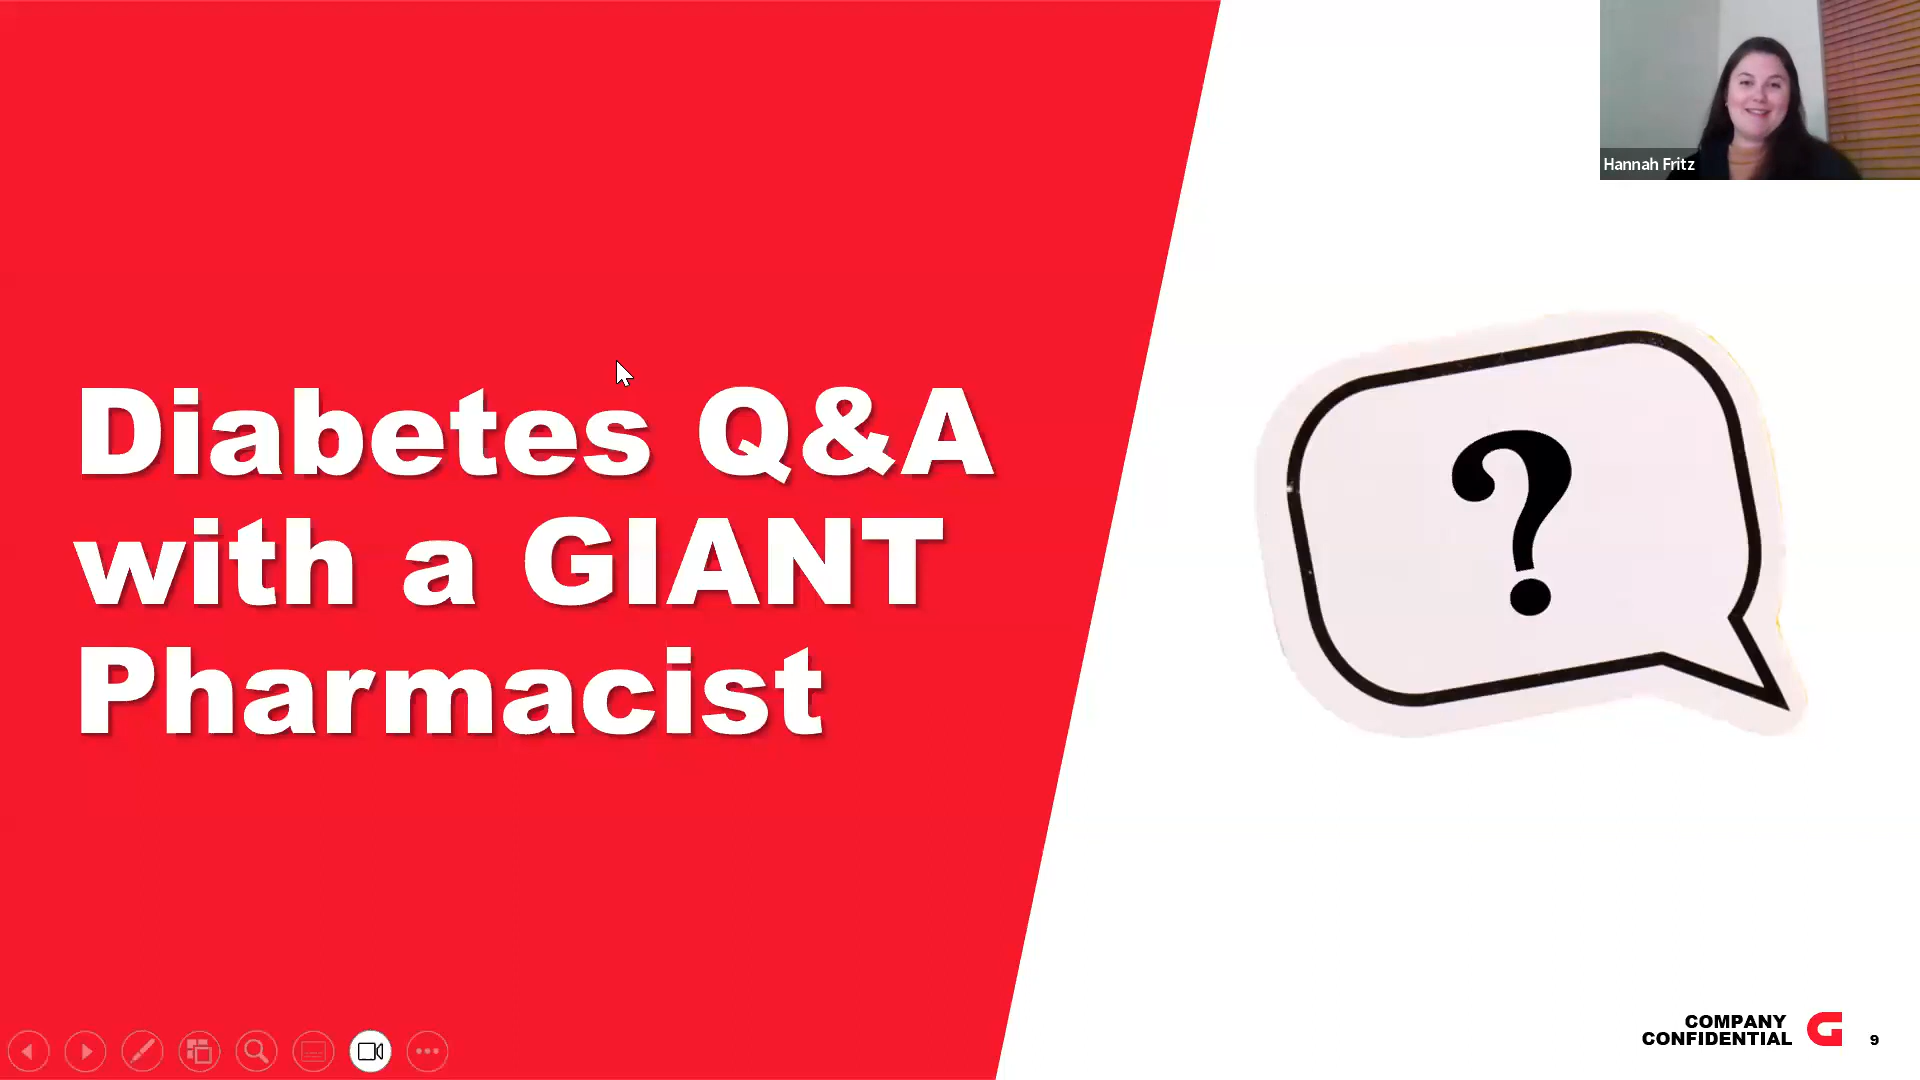 Hannah Fritz
Diabetes Q&A
with a GIANT
Pharmacist
?
COMPANY
CONFIDENTIAL
G
9